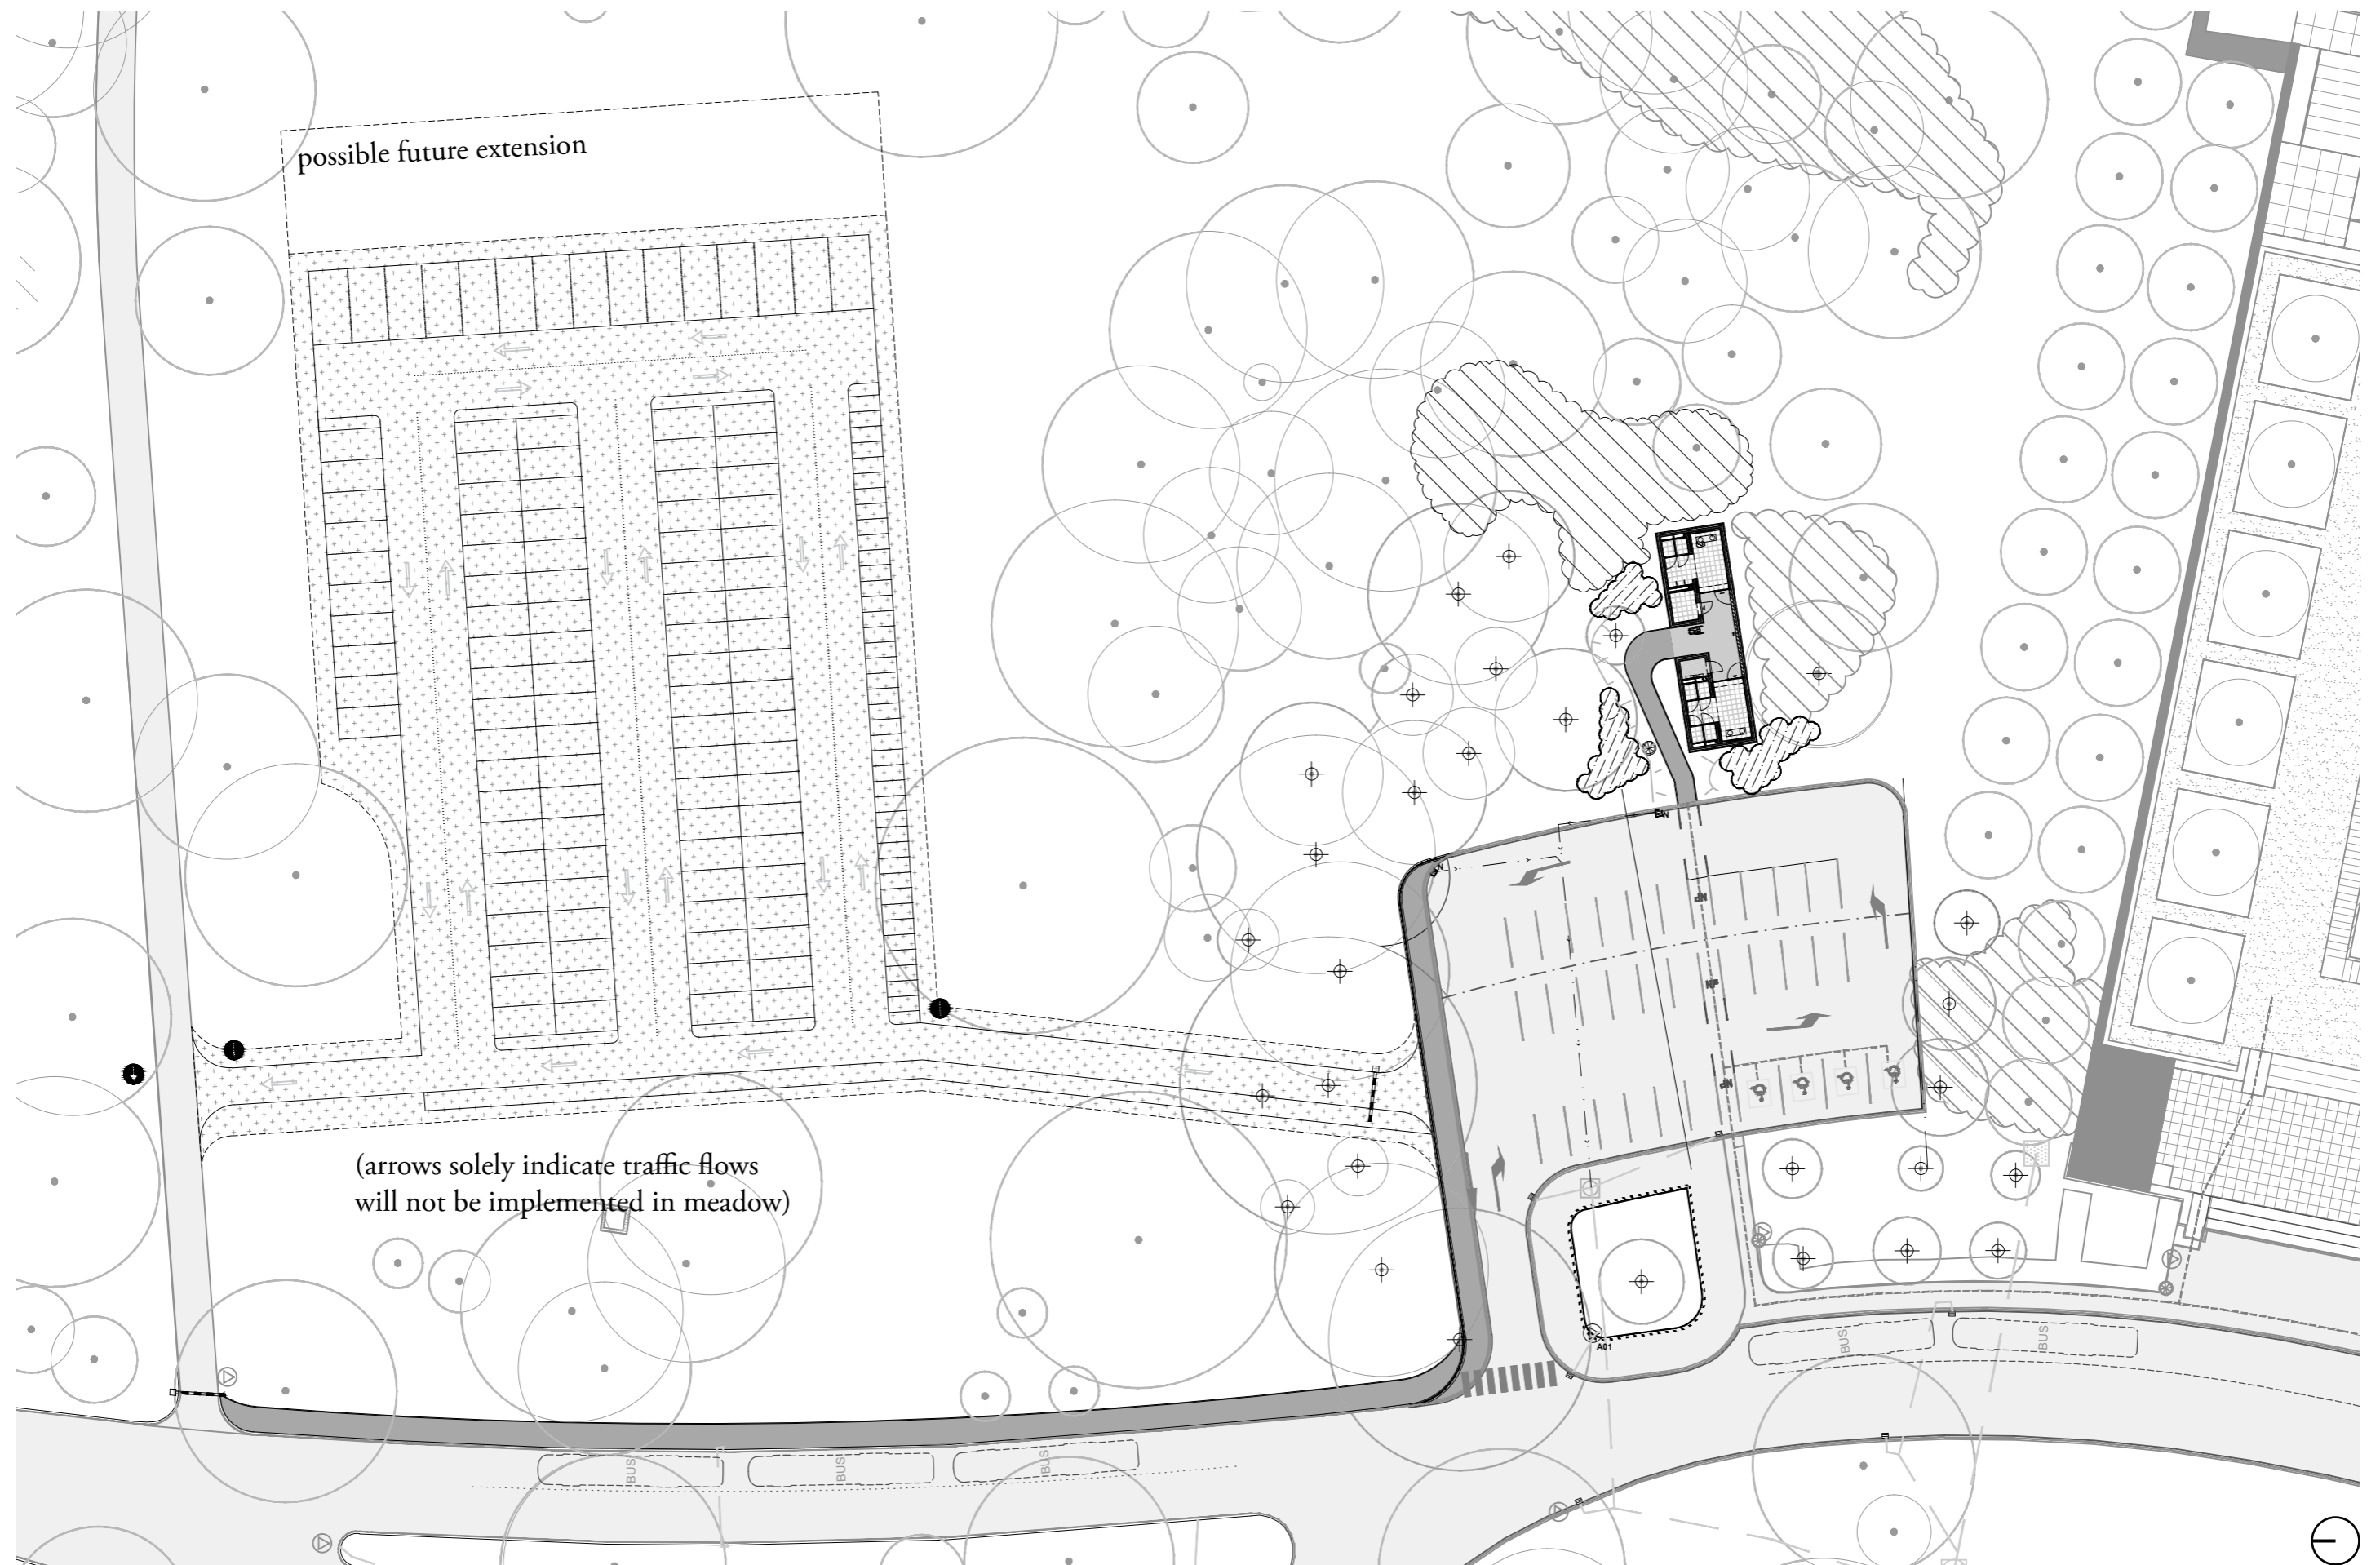 possible future extension
(arrows solely indicate traffic flows
will not be implemented in meadow)
A01
BUS
BUS
BUS
BUS
BUS